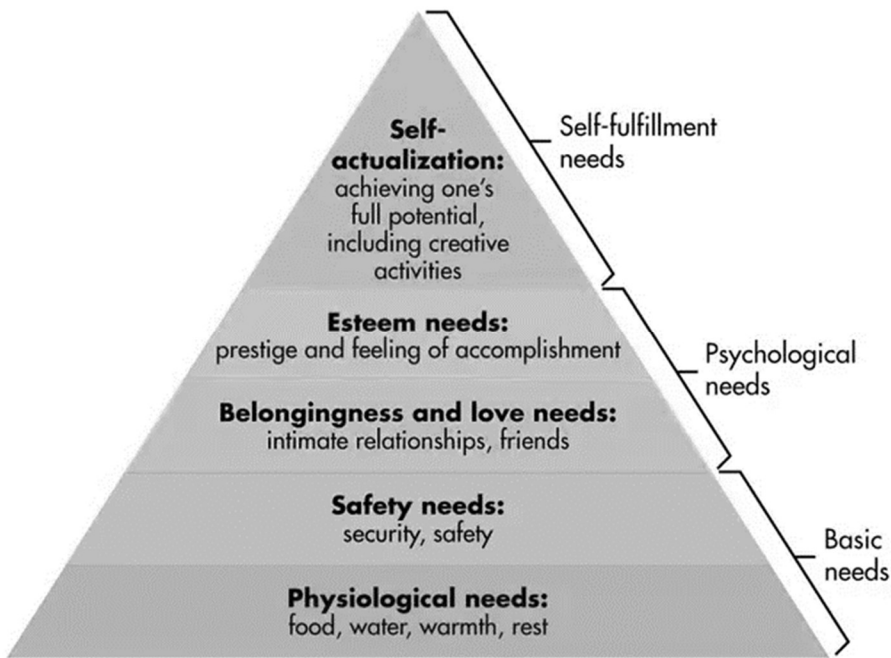 Self-
actualization:
achieving one's
full potential,
including creative
activities
Self-fulfillment
needs
Esteem needs:
prestige and feeling of accomplishment
Psychological
needs
Belongingness and love needs:
intimate relationships, friends
Safety needs:
security, safety
Basic
needs
Physiological needs:
food, water, warmth, rest